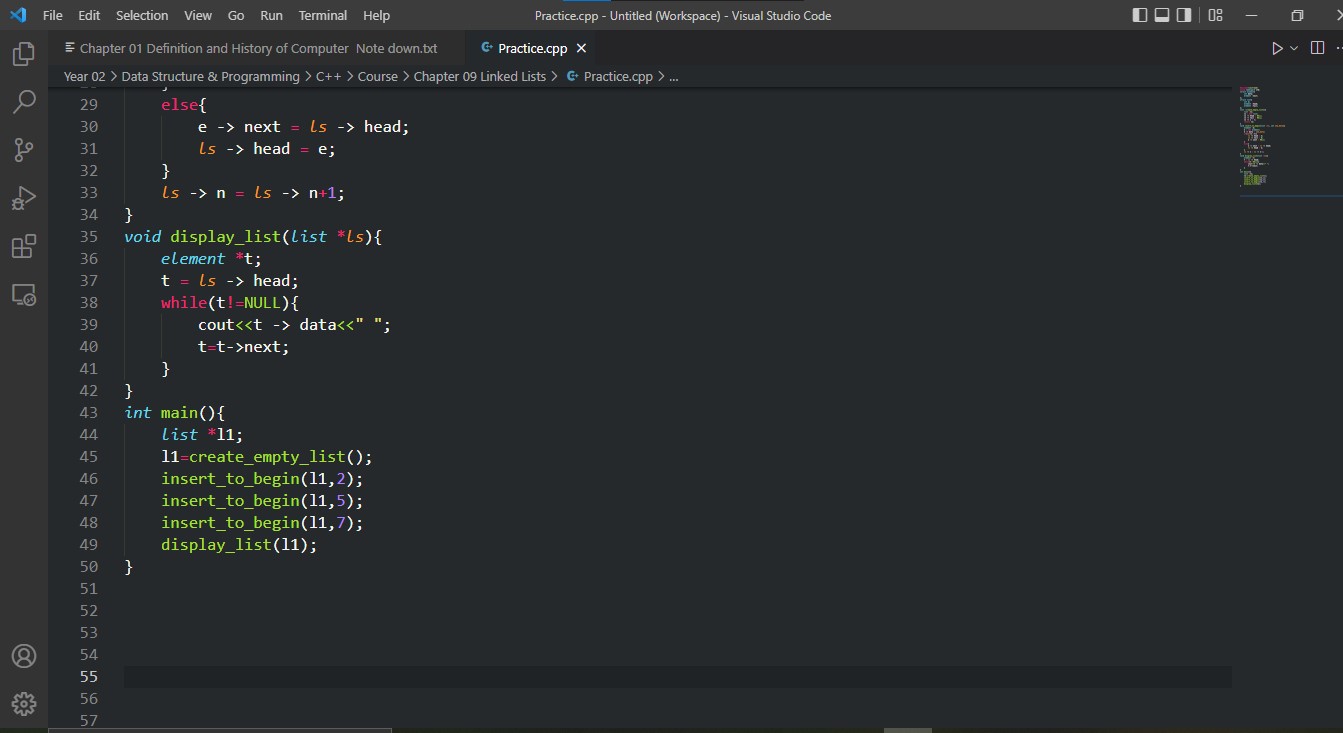 File Edit Selection View Go Run Terminal Help Practice.cpp - Untitled (Workspace) - Visual Studio Code
Chapter 01 Definition and History of Computer Note down.txt Practice.cpp
Year 02 > Data Structure & Programming > C++ > Course > Chapter 09 Linked Lists > Practice.cpp > ...
29 else{
30 e -> next = ls -> head;
31 ls -> head = e;
32 }
33 ls -> n = ls -> n+1;
34 }
35 void display_list(list *ls){
36 element *t;
37 t = ls -> head;
38 while(t!=NULL){
39 cout<<t -> data<<" ";
40 t=t->next;
41 }
42 }
43 int main(){
44 list *l1;
45 l1=create_empty_list();
46 insert_to_begin(l1,2);
47 insert_to_begin(l1,5);
48 insert_to_begin(l1,7);
49 display_list(l1);
50 }
51
52
53
54
55
56
57